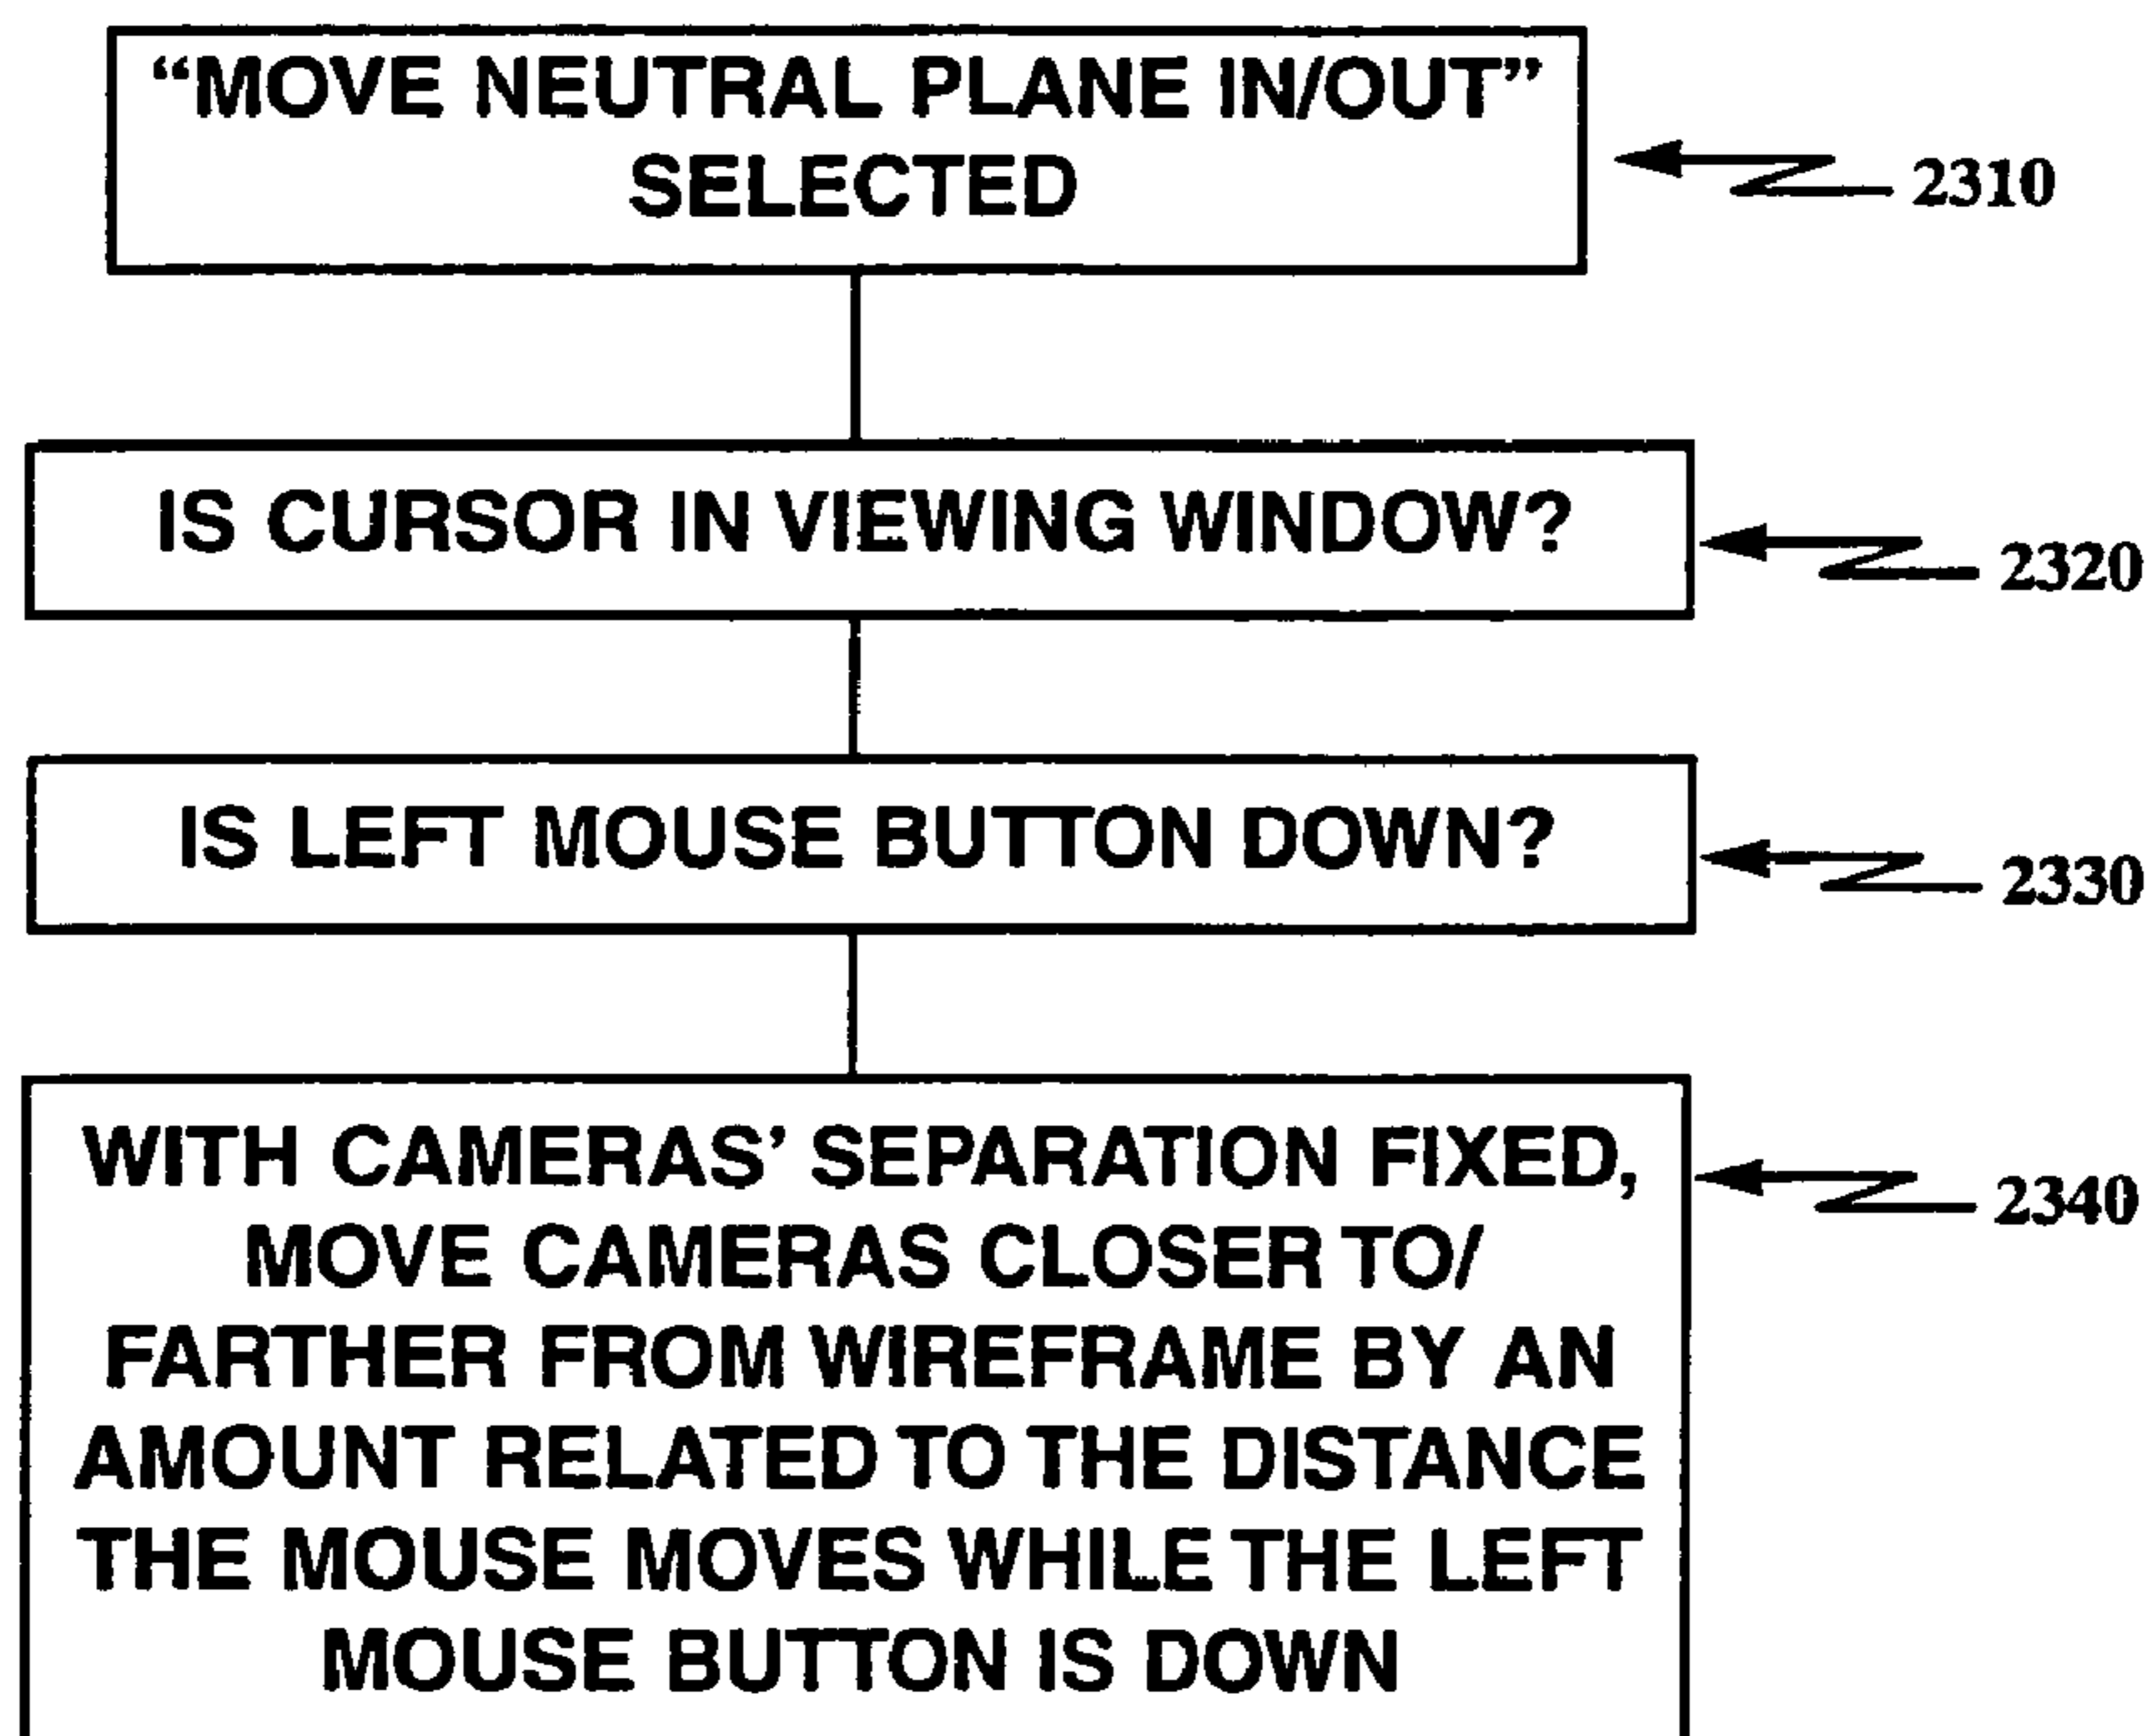 “MOVE NEUTRAL PLANE IN/OUT”
SELECTED
2310
IS CURSOR IN VIEWING WINDOW?
2320
IS LEFT MOUSE BUTTON DOWN?
2330
WITH CAMERAS’ SEPARATION FIXED,
MOVE CAMERAS CLOSER TO/
FARTHER FROM WIREFRAME BY AN
AMOUNT RELATED TO THE DISTANCE
THE MOUSE MOVES WHILE THE LEFT
MOUSE BUTTON IS DOWN
2340